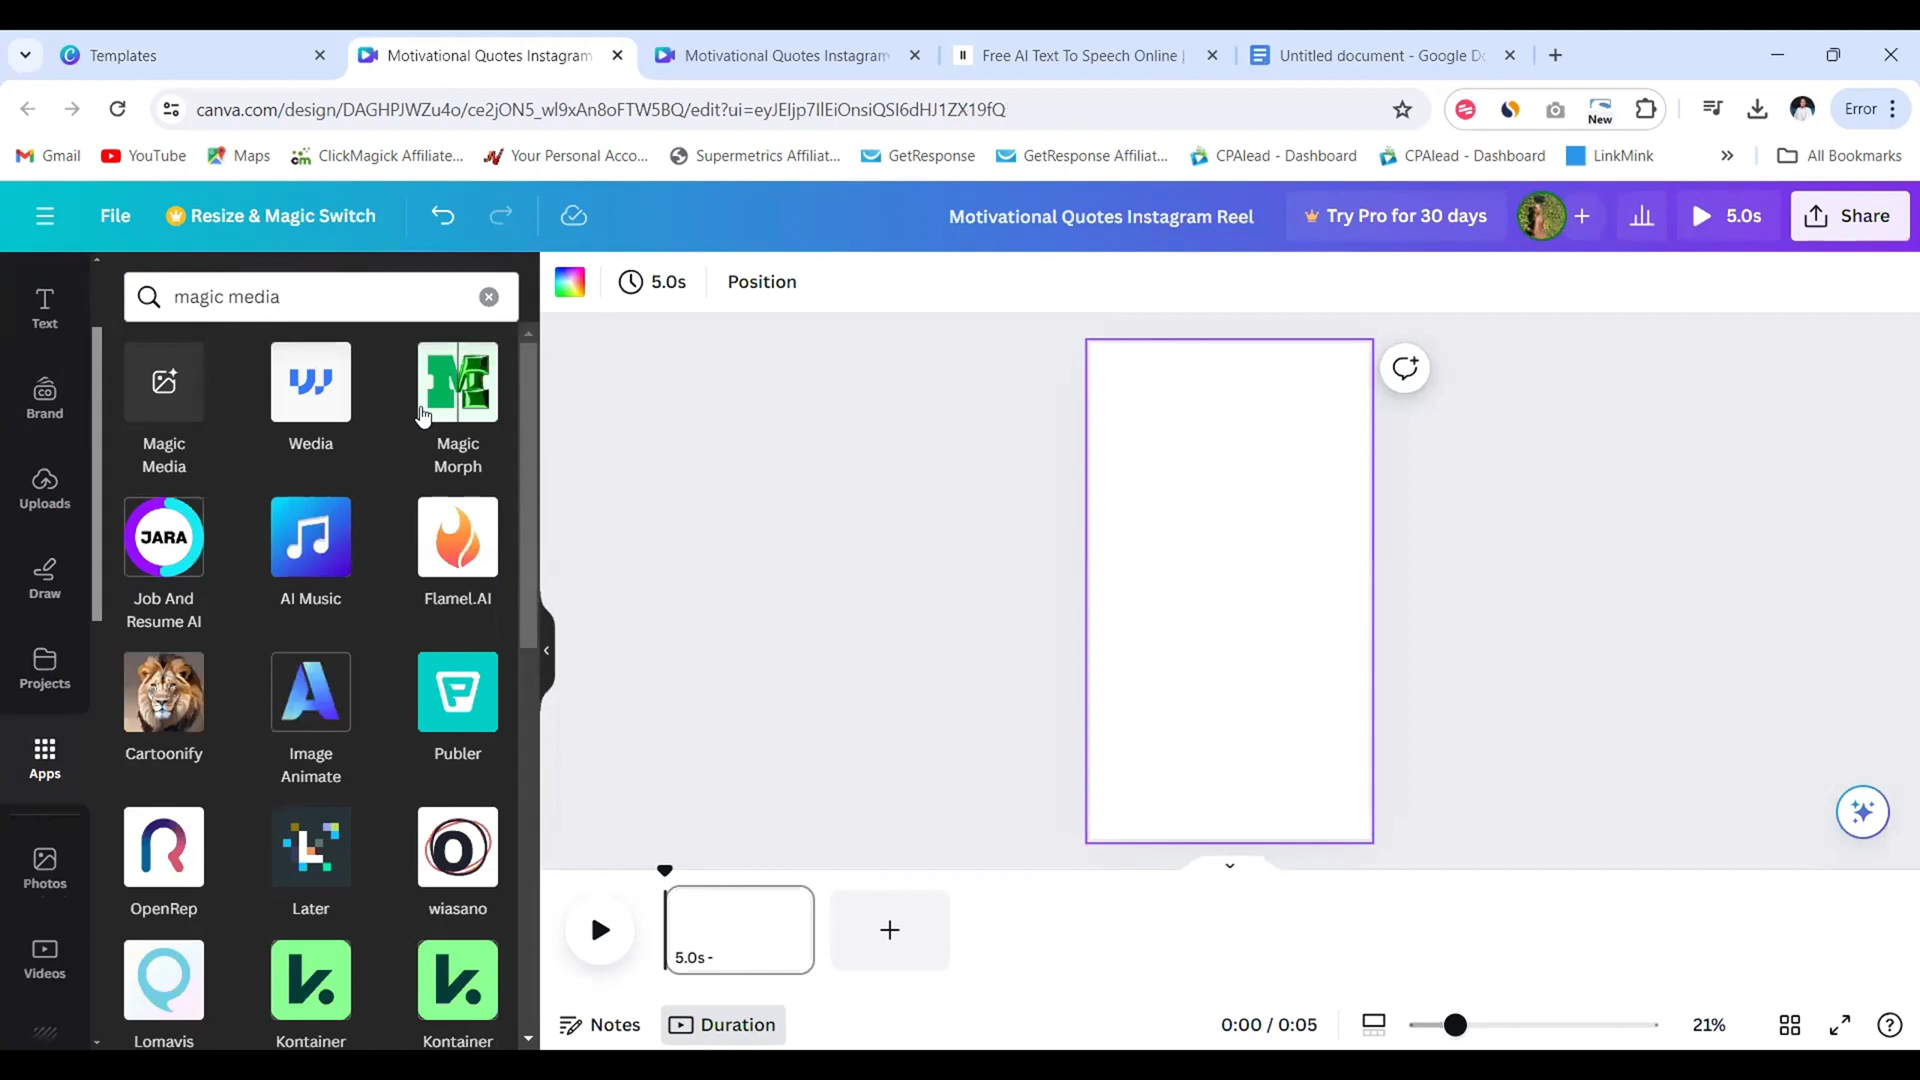 Templates
Motivational Quotes Instagram
Motivational Quotes Instagram
Free AI Text To Speech Online |
Untitled document - Google Do
canva.com/design/DAGHPJWZu4o/ce2jON5_wl9xAn8oFTW5BQ/edit?ui=eyJEIjp7IlEiOnsiQSI6dHJ1ZX19fQ
New
Error
Gmail
YouTube
Maps
ClickMagick Affiliate...
Your Personal Acco...
Supermetrics Affiliat...
GetResponse
GetResponse Affiliat...
CPAlead - Dashboard
CPAlead - Dashboard
LinkMink
All Bookmarks
File
Resize & Magic Switch
Motivational Quotes Instagram Reel
Try Pro for 30 days
5.0s
Share
Text
Brand
Uploads
Draw
Projects
Apps
Photos
Videos
magic media
Magic
Media
Wedia
Magic
Morph
JARA
Job And
Resume AI
AI Music
Flamel.AI
Cartoonify
Image
Animate
Publer
OpenRep
Later
wiasano
Lomavis
Kontainer
Kontainer
5.0s
Position
5.0s -
Notes
Duration
0:00 / 0:05
21%